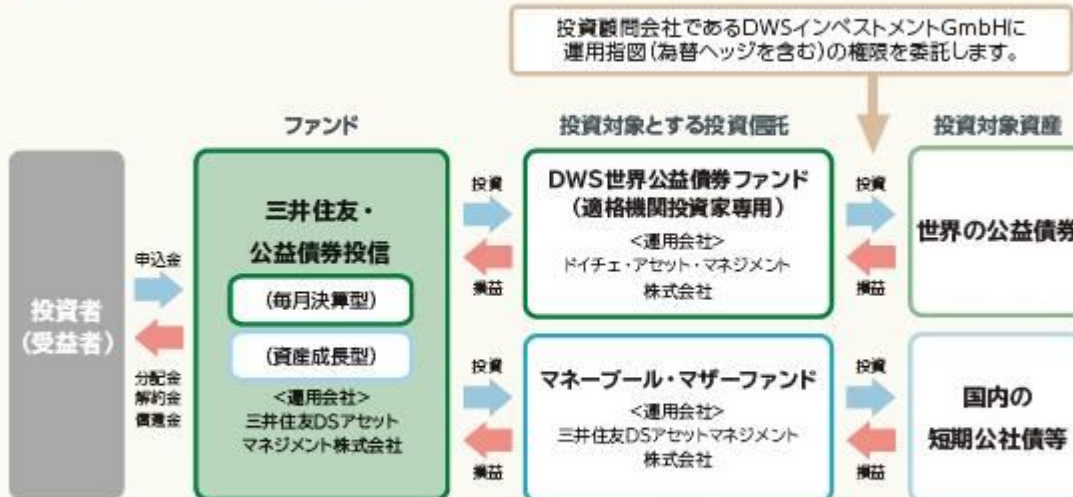 投資顧問会社であるDWSインベストメントGmbHに
運用指図(為替ヘッジを含む)の権限を委託します。
ファンド
投資対象とする投資信託
投資対象資産
投資者
(受益者)
申込金
分配金
解約金
償還金
三井住友・
公益債券投信
(毎月決算型)
(資産成長型)
<運用会社>
三井住友DSアセット
マネジメント株式会社
投資
損益
投資
損益
DWS世界公益債券ファンド
(適格機関投資家専用)
<運用会社>
ドイチェ・アセット・マネジメント
株式会社
マネープール・マザーファンド
<運用会社>
三井住友DSアセットマネジメント
株式会社
投資
損益
投資
損益
世界の公益債券
国内の
短期公社債等